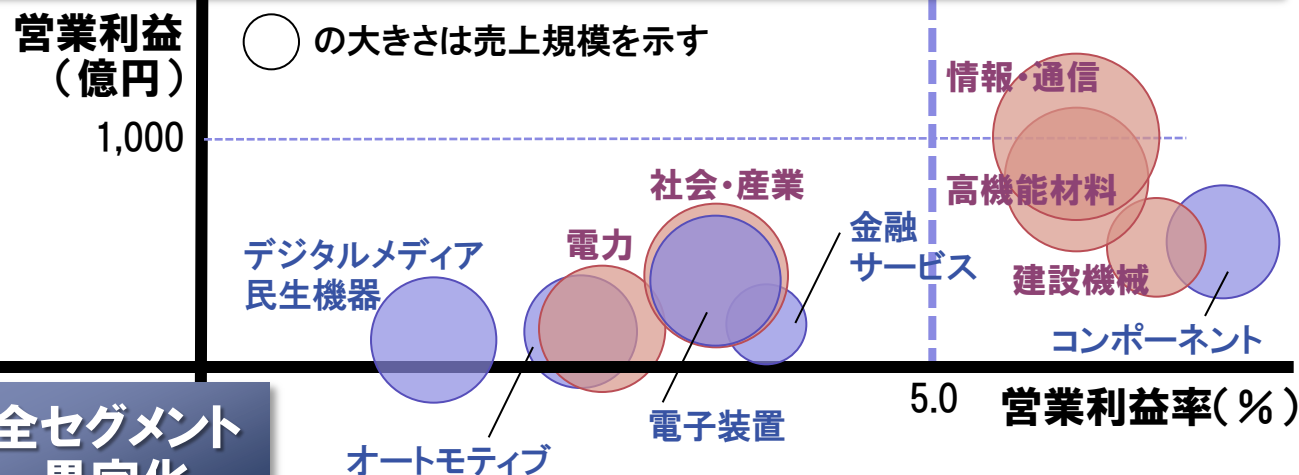 営業利益
（億円）
の大きさは売上規模を示す
1,000
情報・通信
高機能材料
社会・産業
電力
金融
サービス
デジタルメディア
民生機器
建設機械
コンポーネント
5.0
営業利益率（％）
電子装置
オートモティブ
全セグメント
黒字化